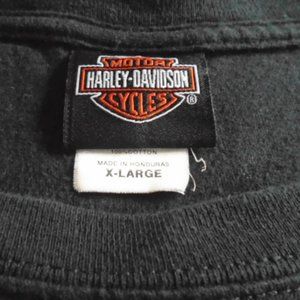 MOTOR
HARLEY-DAVIDSON
CYCLES
®
100% COTTON
MADE IN HONDURAS
X-LARGE